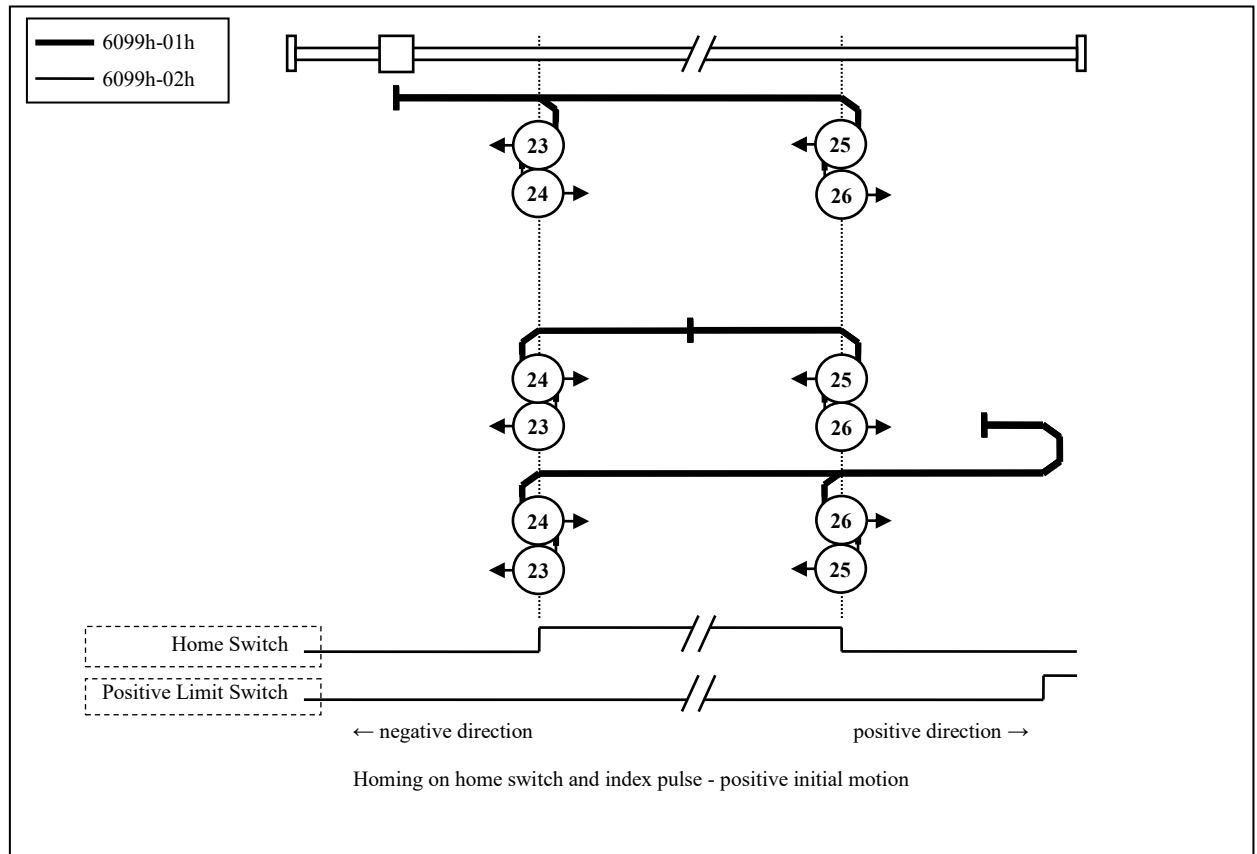 6099h-01h
6099h-02h
23 25
24 26
24 25
23 26
24 26
23 25
Home Switch
Positive Limit Switch
← negative direction positive direction →
Homing on home switch and index pulse - positive initial motion